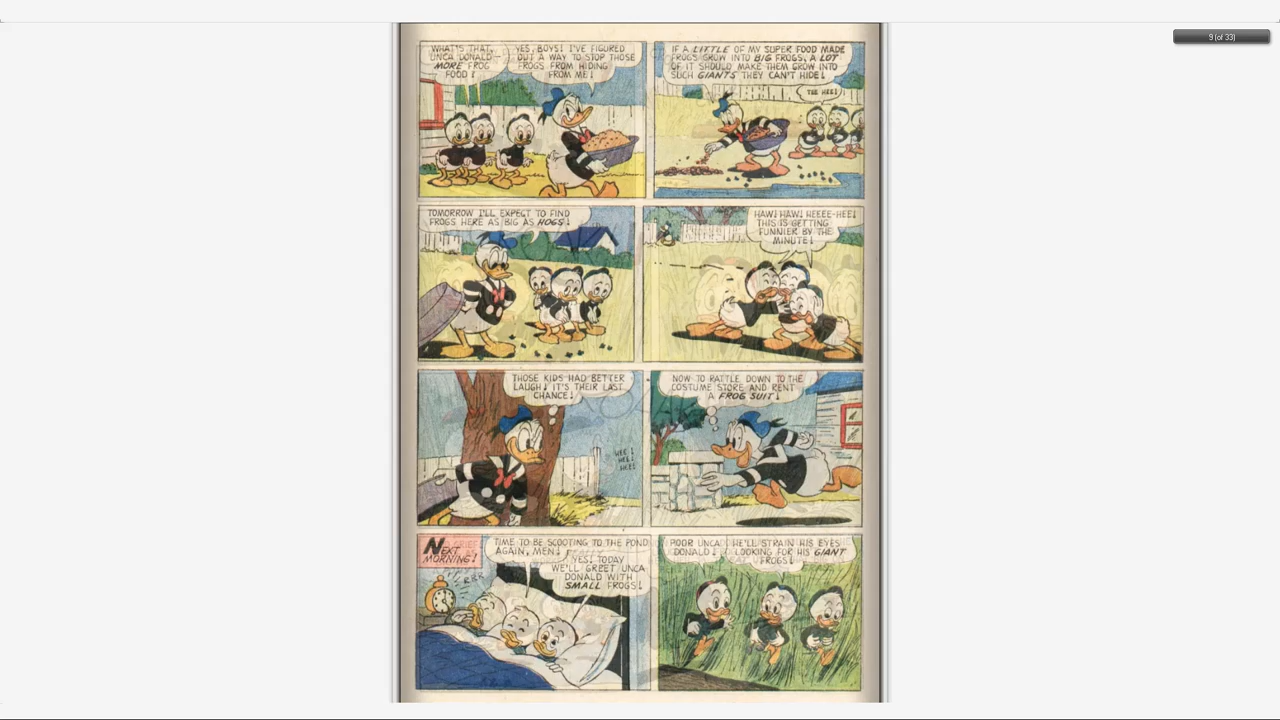 9 (of 33)
WHAT'S THAT,
UNCA DONALD—
MORE FROG
FOOD?
YES, BOYS! I'VE FIGURED
OUT A WAY TO STOP THOSE
FROGS FROM HIDING
FROM ME!
IF A LITTLE OF MY SUPER FOOD MADE
FROGS GROW INTO BIG FROGS, A LOT
OF IT SHOULD MAKE THEM GROW INTO
SUCH GIANTS THEY CAN'T HIDE!
TEE HEE!
TOMORROW I'LL EXPECT TO FIND
FROGS HERE AS BIG AS HOGS!
HAW! HAW! HEEEE-HEE!
THIS IS GETTING
FUNNIER BY THE
MINUTE!
THOSE KIDS HAD BETTER
LAUGH! IT'S THEIR LAST
CHANCE!
HEE!
HEE!
HEE!
NOW TO RATTLE DOWN TO THE
COSTUME STORE AND RENT
A FROG SUIT!
NEXT
MORNING!
TIME TO BE SCOOTING TO THE POND
AGAIN, MEN!
YES! TODAY
WE'LL GREET UNCA
DONALD WITH
SMALL FROGS!
POOR UNCA
DONALD!
HE'LL STRAIN HIS EYES
LOOKING FOR HIS GIANT
FROGS!